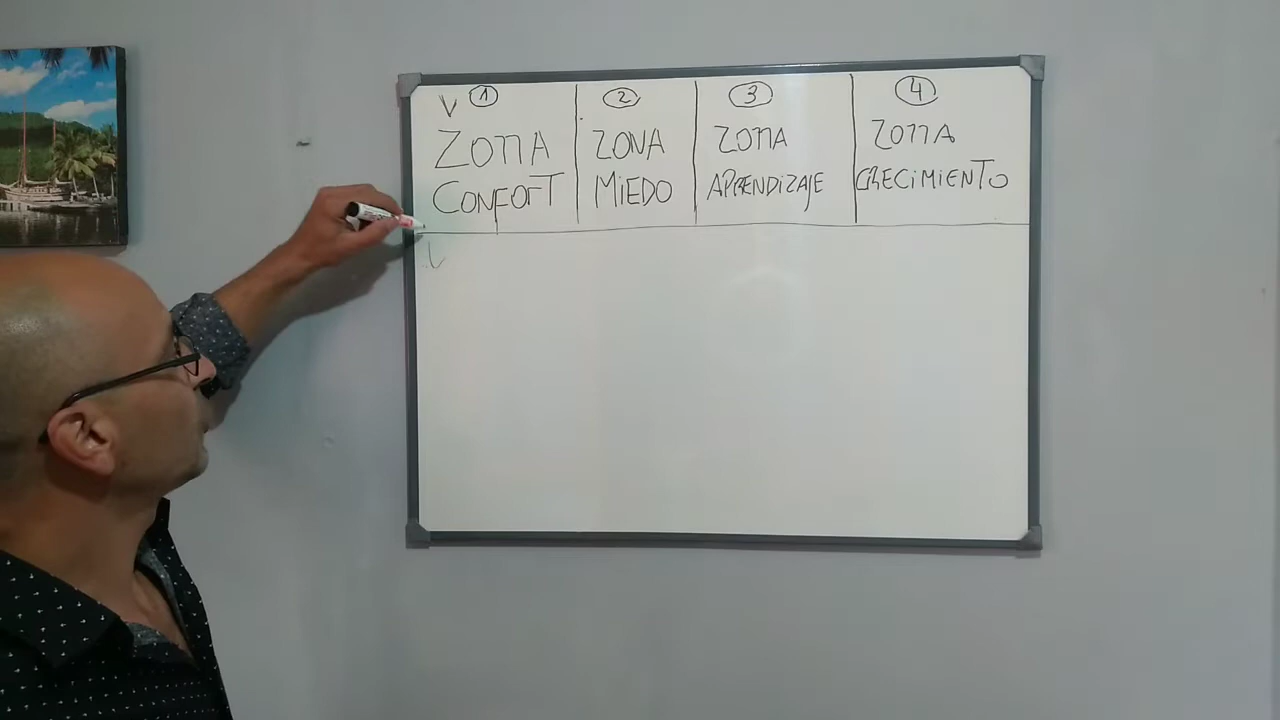 V ① ② ③ ④
ZONA ZONA ZONA ZONA
CONFORT MIEDO APRENDIZAJE CRECIMIENTO